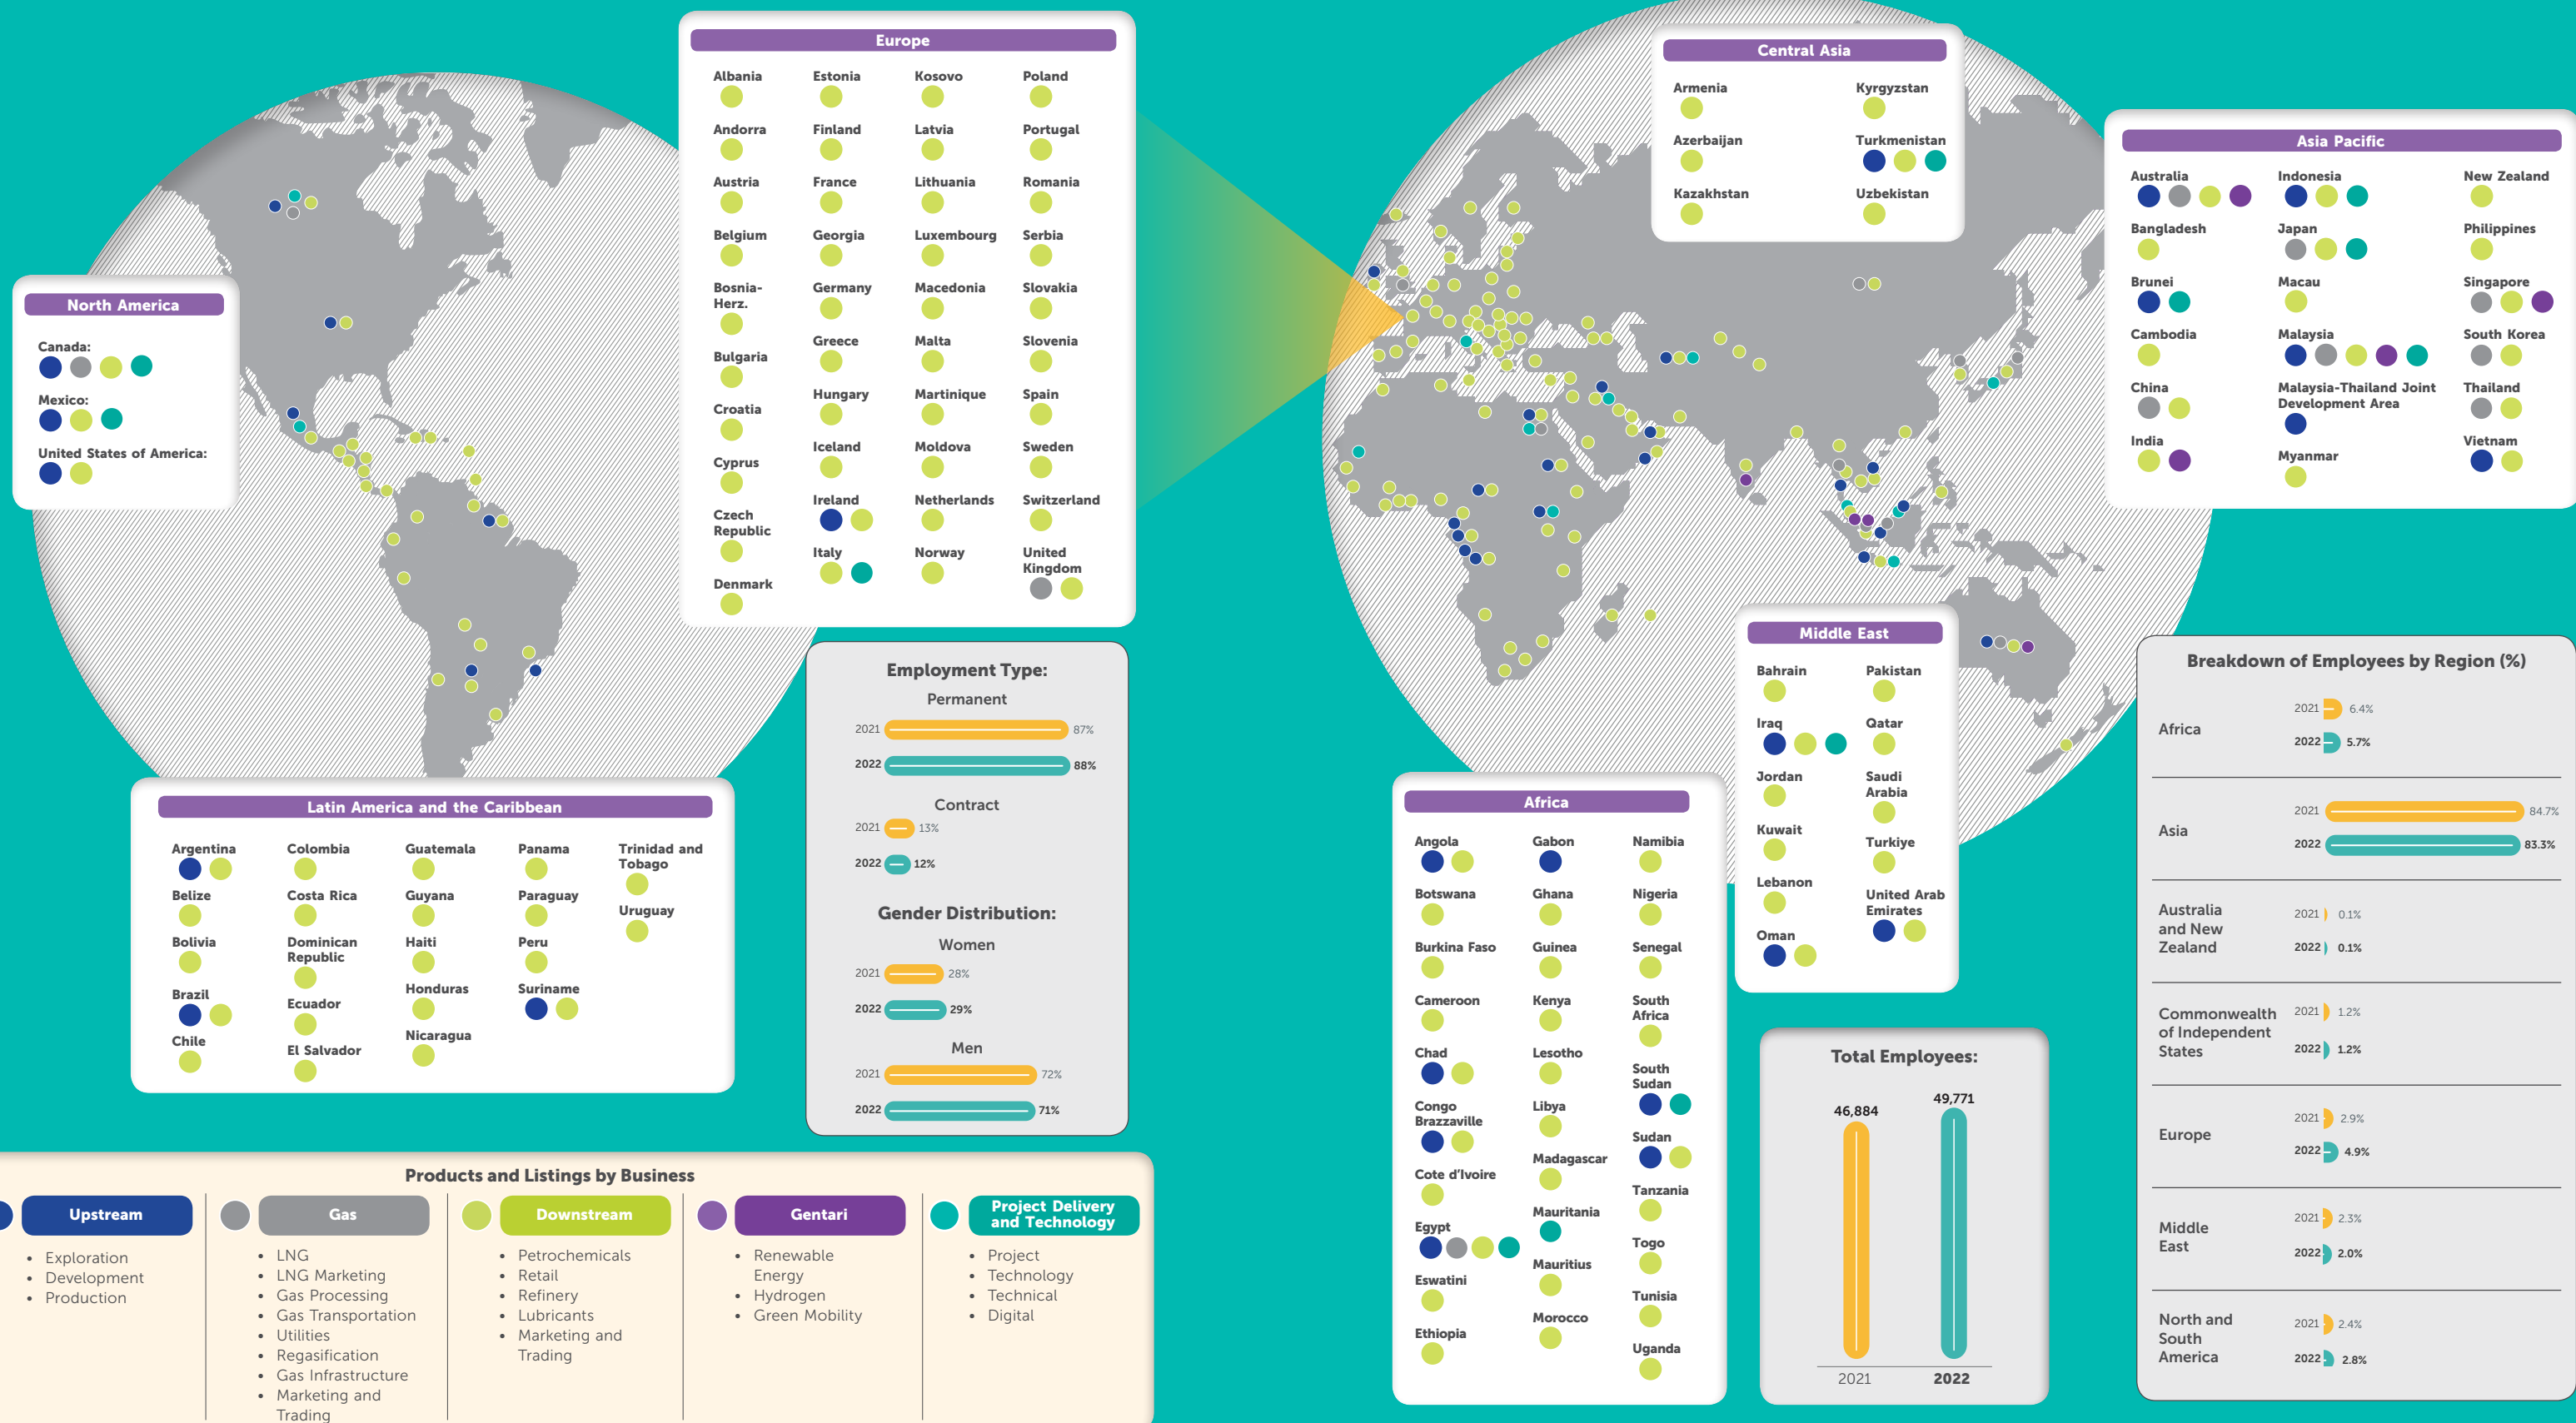 Europe
Albania
Andorra
Austria
Belgium
Bosnia-
Herz.
Bulgaria
Croatia
Cyprus
Czech
Republic
Denmark
Estonia
Finland
France
Georgia
Germany
Greece
Hungary
Iceland
Ireland
Italy
Kosovo
Latvia
Lithuania
Luxembourg
Macedonia
Malta
Martinique
Moldova
Netherlands
Norway
Poland
Portugal
Romania
Serbia
Slovakia
Slovenia
Spain
Sweden
Switzerland
United
Kingdom
Central Asia
Armenia
Azerbaijan
Kazakhstan
Kyrgyzstan
Turkmenistan
Uzbekistan
Asia Pacific
Australia
Bangladesh
Brunei
Cambodia
China
India
Indonesia
Japan
Macau
Malaysia
Malaysia-Thailand Joint
Development Area
Myanmar
New Zealand
Philippines
Singapore
South Korea
Thailand
Vietnam
North America
Canada:
Mexico:
United States of America:
Latin America and the Caribbean
Argentina
Belize
Bolivia
Brazil
Chile
Colombia
Costa Rica
Dominican
Republic
Ecuador
El Salvador
Guatemala
Guyana
Haiti
Honduras
Nicaragua
Panama
Paraguay
Peru
Suriname
Trinidad and
Tobago
Uruguay
Employment Type:
Permanent
2021 87%
2022 88%
Contract
2021 13%
2022 12%
Gender Distribution:
Women
2021 28%
2022 29%
Men
2021 72%
2022 71%
Middle East
Bahrain
Iraq
Jordan
Kuwait
Lebanon
Oman
Pakistan
Qatar
Saudi
Arabia
Turkiye
United Arab
Emirates
Africa
Angola
Botswana
Burkina Faso
Cameroon
Chad
Congo
Brazzaville
Cote d'Ivoire
Egypt
Eswatini
Ethiopia
Gabon
Ghana
Guinea
Kenya
Lesotho
Libya
Madagascar
Mauritania
Mauritius
Morocco
Namibia
Nigeria
Senegal
South
Africa
South
Sudan
Sudan
Tanzania
Togo
Tunisia
Uganda
Total Employees:
46,884
49,771
2021
2022
Breakdown of Employees by Region (%)
Africa
2021 6.4%
2022 5.7%
Asia
2021 84.7%
2022 83.3%
Australia
and New
Zealand
2021 0.1%
2022 0.1%
Commonwealth
of Independent
States
2021 1.2%
2022 1.2%
Europe
2021 2.9%
2022 4.9%
Middle
East
2021 2.3%
2022 2.0%
North and
South
America
2021 2.4%
2022 2.8%
Products and Listings by Business
Upstream
• Exploration
• Development
• Production
Gas
• LNG
• LNG Marketing
• Gas Processing
• Gas Transportation
• Utilities
• Regasification
• Gas Infrastructure
• Marketing and
Trading
Downstream
• Petrochemicals
• Retail
• Refinery
• Lubricants
• Marketing and
Trading
Gentari
• Renewable
Energy
• Hydrogen
• Green Mobility
Project Delivery
and Technology
• Project
• Technology
• Technical
• Digital